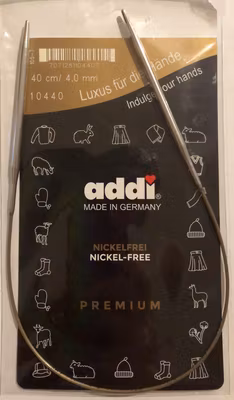 40 cm/ 4,0 mm
10440
Luxus für die Hände
Indulge your hands
addi®
MADE IN GERMANY
NICKELFREI
NICKEL-FREE
PREMIUM